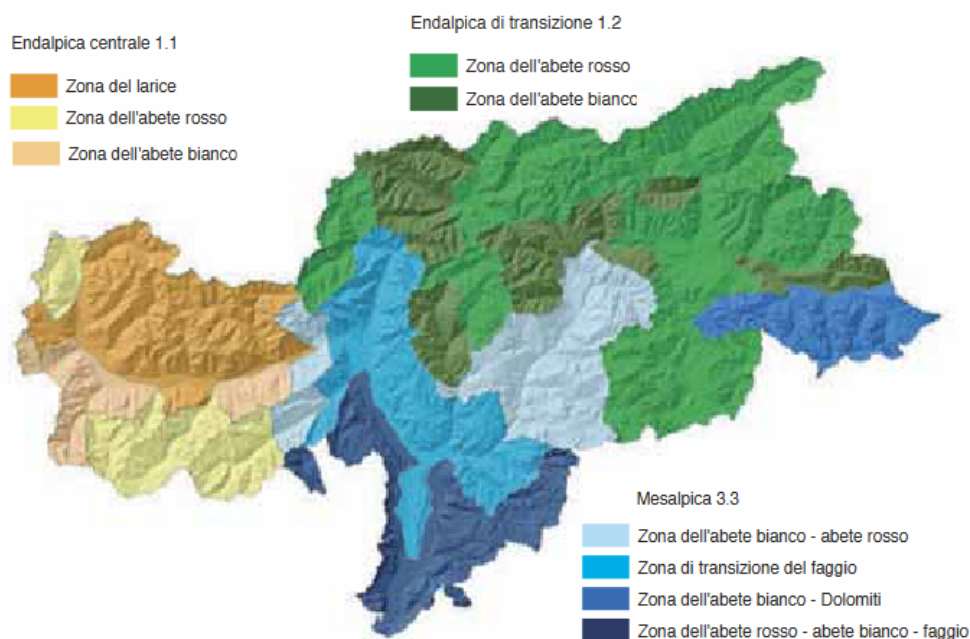 Endalpica centrale 1.1
Zona del larice
Zona dell'abete rosso
Zona dell'abete bianco
Endalpica di transizione 1.2
Zona dell'abete rosso
Zona dell'abete bianco
Mesalpica 3.3
Zona dell'abete bianco - abete rosso
Zona di transizione del faggio
Zona dell'abete bianco - Dolomiti
Zona dell'abete rosso - abete bianco - faggio